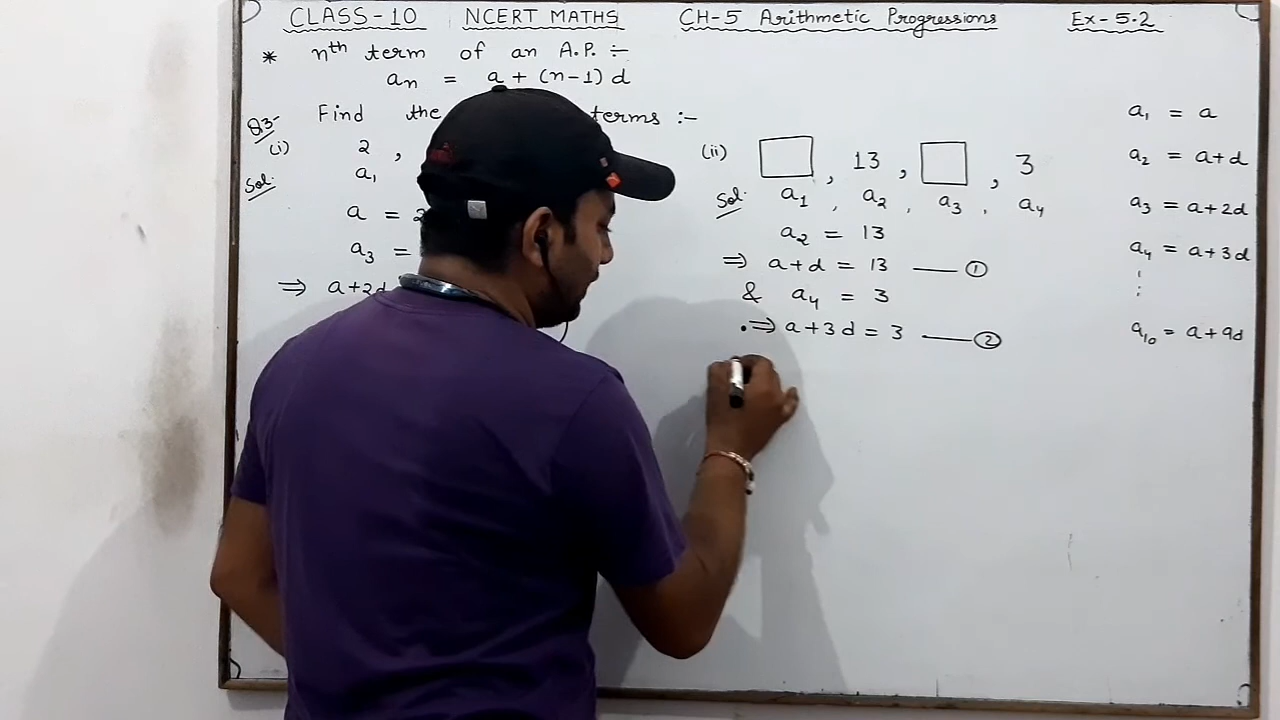 CLASS-10 NCERT MATHS CH-5 Arithmetic Progressions Ex-5.2
* nth term of an A.P. :-
an = a + (n-1) d
Q3- Find the terms :-
(i) 2 ,
Sol: a1
a = 2
a3 =
⇒ a+2d
(ii) □ , 13 , □ , 3
Sol: a1 , a2 , a3 , a4
a2 = 13
⇒ a+d = 13 —— ①
& a4 = 3
⇒ a+3d = 3 —— ②
a1 = a
a2 = a+d
a3 = a+2d
a4 = a+3d
⋮
a10 = a+9d